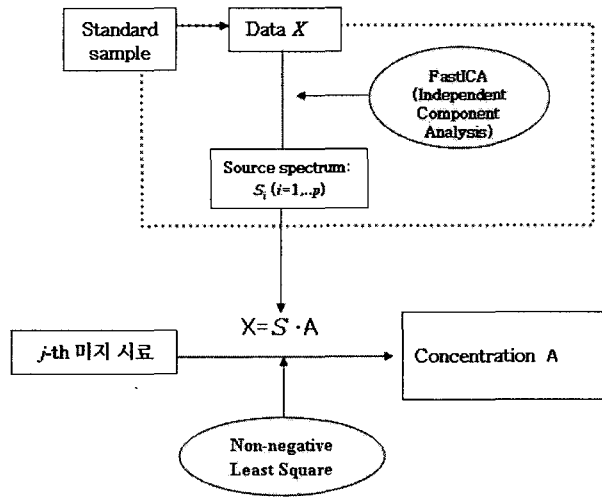 Standard
sample
Data X
FastICA
(Independent
Component
Analysis)
Source spectrum:
S_i (i=1,..p)
X=S·A
j-th 미지 시료
Concentration A
Non-negative
Least Square